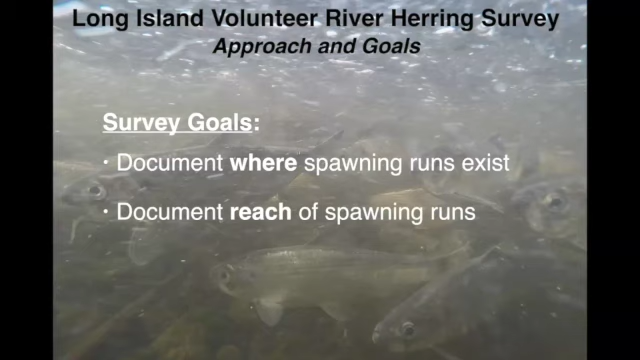 Long Island Volunteer River Herring Survey
Approach and Goals
Survey Goals:
· Document where spawning runs exist
· Document reach of spawning runs